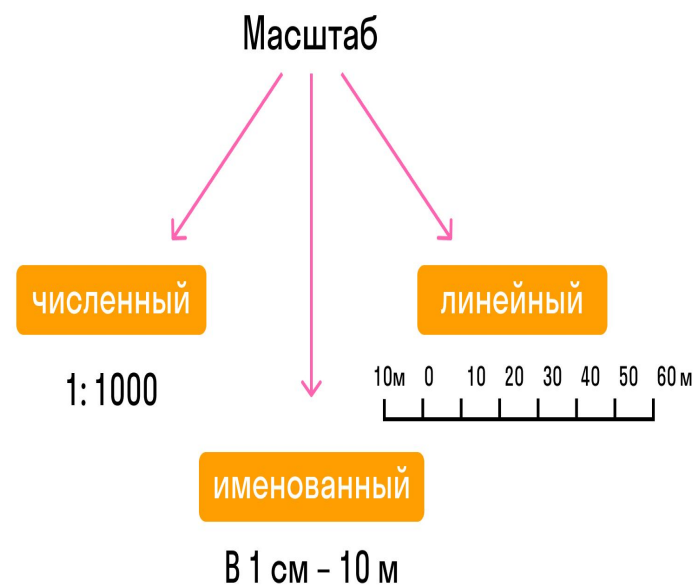 Масштаб
численный
1: 1000
линейный
10м 0 10 20 30 40 50 60 м
именованный
В 1 см – 10 м